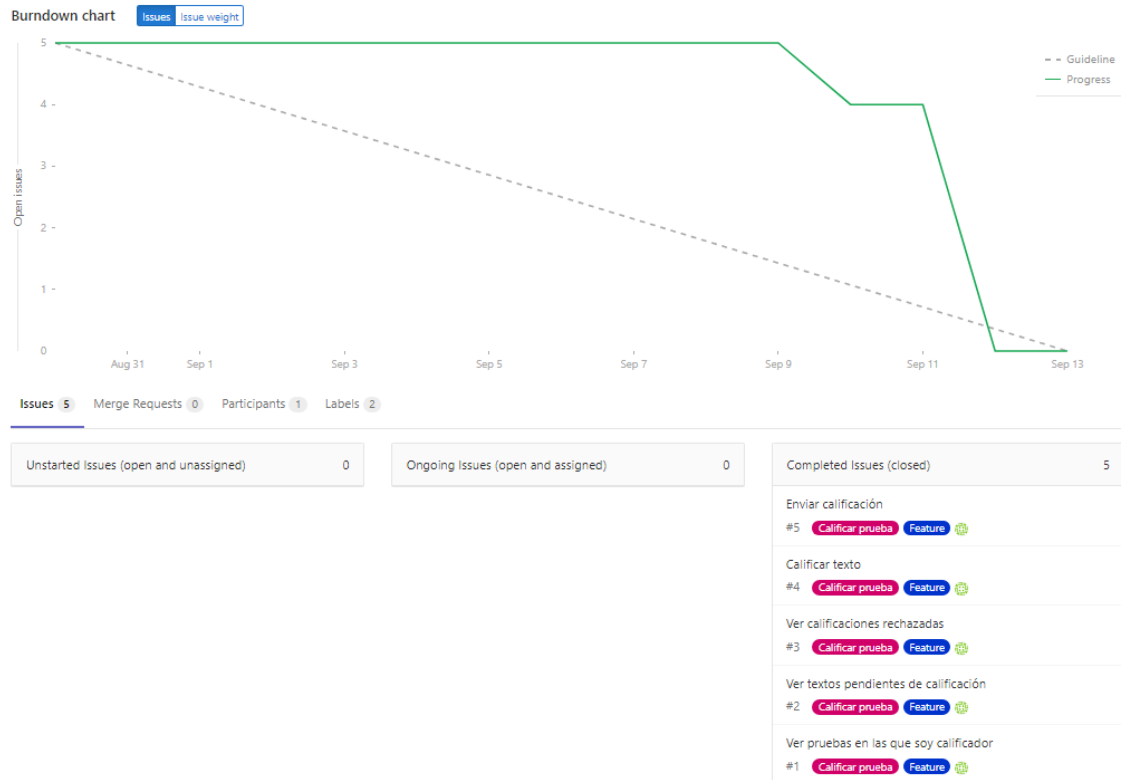 Burndown chart Issues Issue weight
Guideline
Progress
Open issues
5
4
3
2
1
0
Aug 31 Sep 1 Sep 3 Sep 5 Sep 7 Sep 9 Sep 11 Sep 13
Issues 5 Merge Requests 0 Participants 1 Labels 2
Unstarted Issues (open and unassigned) 0
Ongoing Issues (open and assigned) 0
Completed Issues (closed) 5
Enviar calificación
#5 Calificar prueba Feature
Calificar texto
#4 Calificar prueba Feature
Ver calificaciones rechazadas
#3 Calificar prueba Feature
Ver textos pendientes de calificación
#2 Calificar prueba Feature
Ver pruebas en las que soy calificador
#1 Calificar prueba Feature